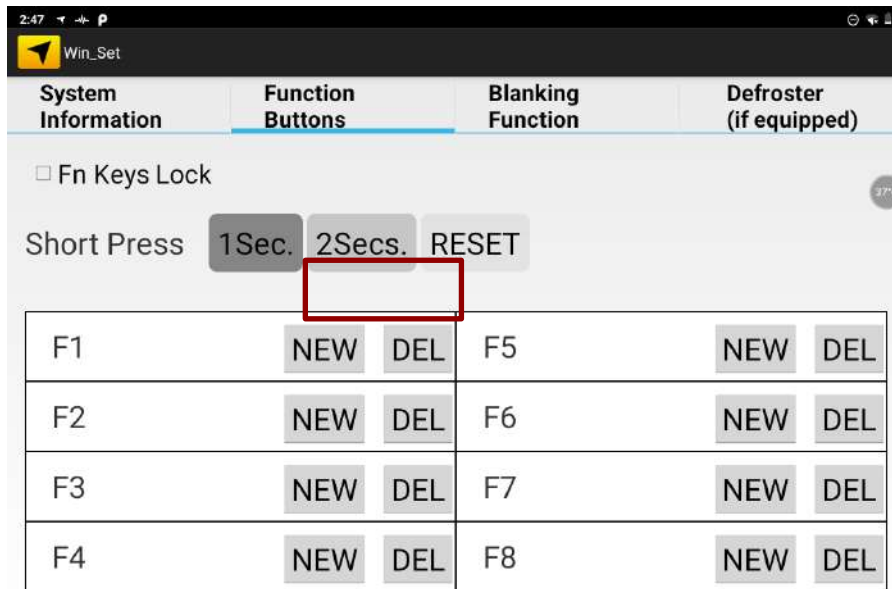 2:47
Win_Set
System Information
Function Buttons
Blanking Function
Defroster (if equipped)
Fn Keys Lock
37°
Short Press 1Sec. 2Secs. RESET
F1 NEW DEL F5 NEW DEL
F2 NEW DEL F6 NEW DEL
F3 NEW DEL F7 NEW DEL
F4 NEW DEL F8 NEW DEL